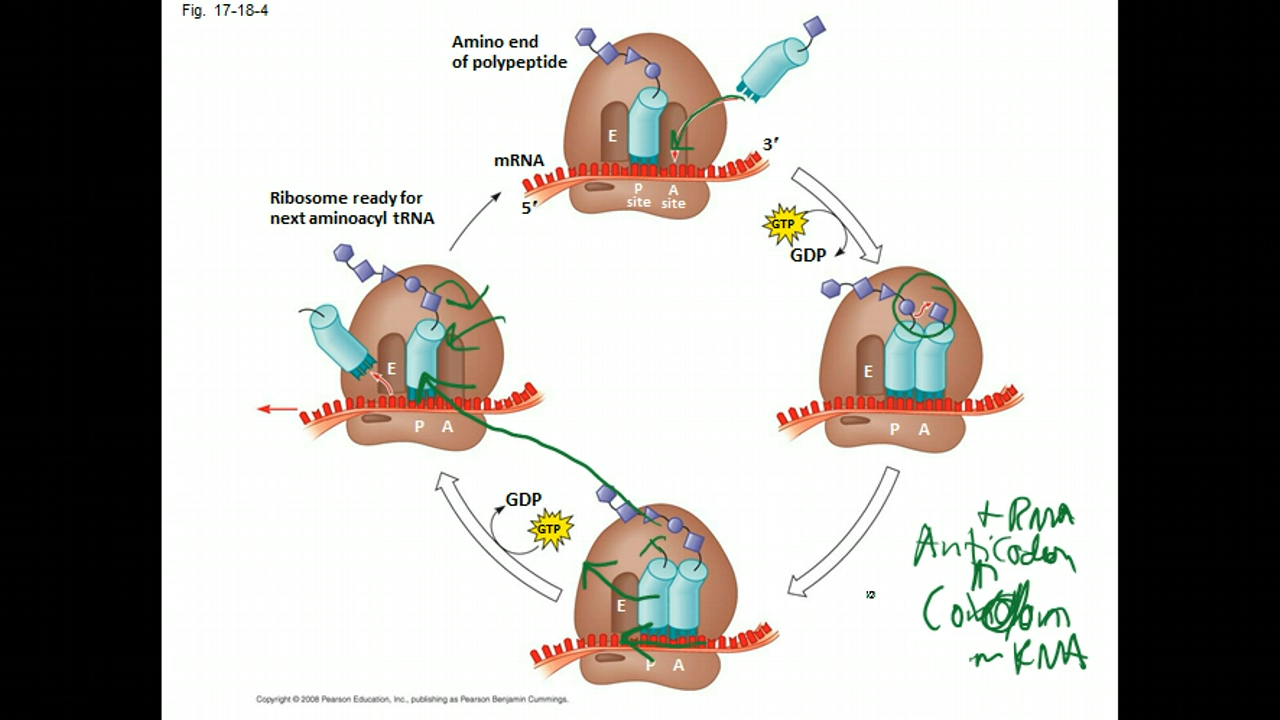 Fig. 17-18-4
Amino end
of polypeptide
E
mRNA
3′
5′
P
site
A
site
Ribosome ready for
next aminoacyl tRNA
GTP
GDP
E
P A
E
P A
GDP
GTP
E
P A
tRNA
Anticodon
mRNA
Copyright © 2008 Pearson Education, Inc., publishing as Pearson Benjamin Cummings.